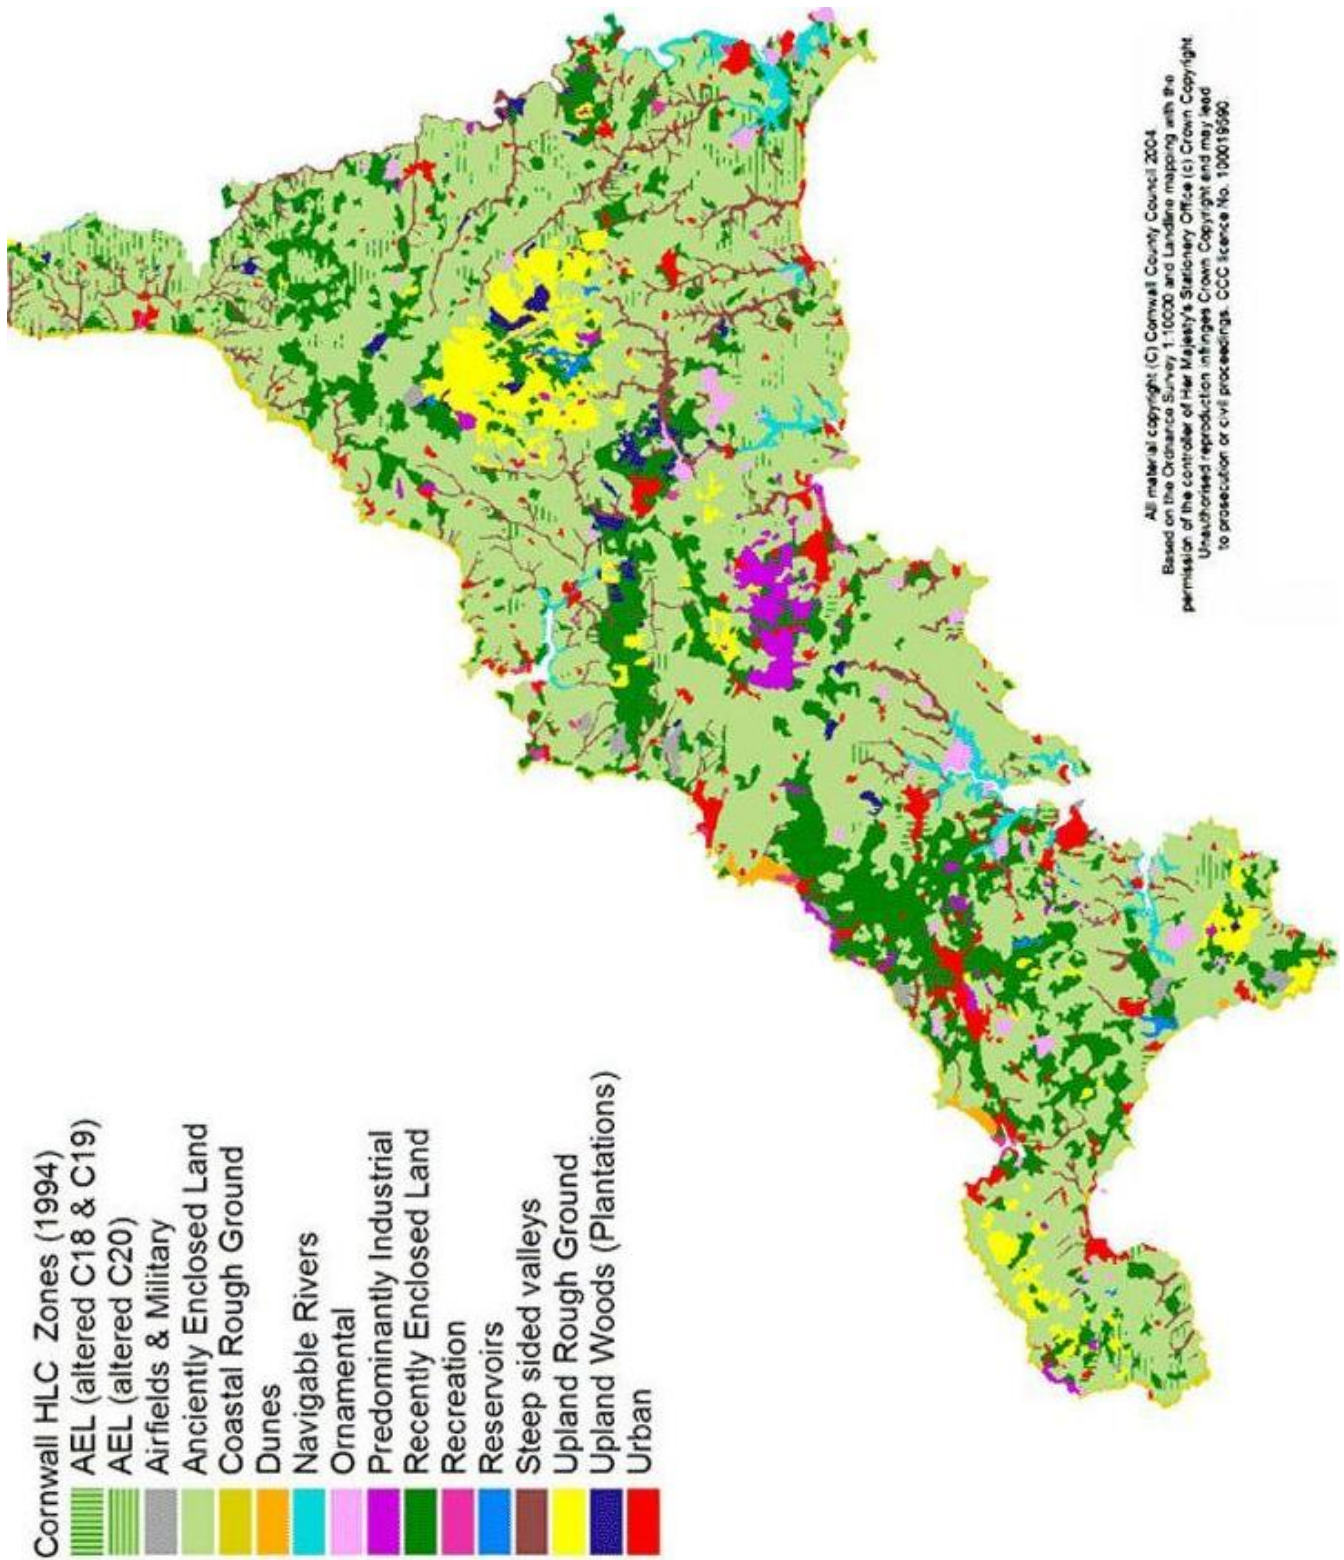 Cornwall HLC Zones (1994)
AEL (altered C18 & C19)
AEL (altered C20)
Airfields & Military
Anciently Enclosed Land
Coastal Rough Ground
Dunes
Navigable Rivers
Ornamental
Predominantly Industrial
Recently Enclosed Land
Recreation
Reservoirs
Steep sided valleys
Upland Rough Ground
Upland Woods (Plantations)
Urban
All material copyright (C) Cornwall County Council 2004
Based on the Ordnance Survey 1:10000 and Landline mapping with the
permission of the controller of Her Majesty's Stationery Office (c) Crown Copyright.
Unauthorised reproduction infringes Crown Copyright and may lead
to prosecution or civil proceedings. CCC licence No. 100019590.